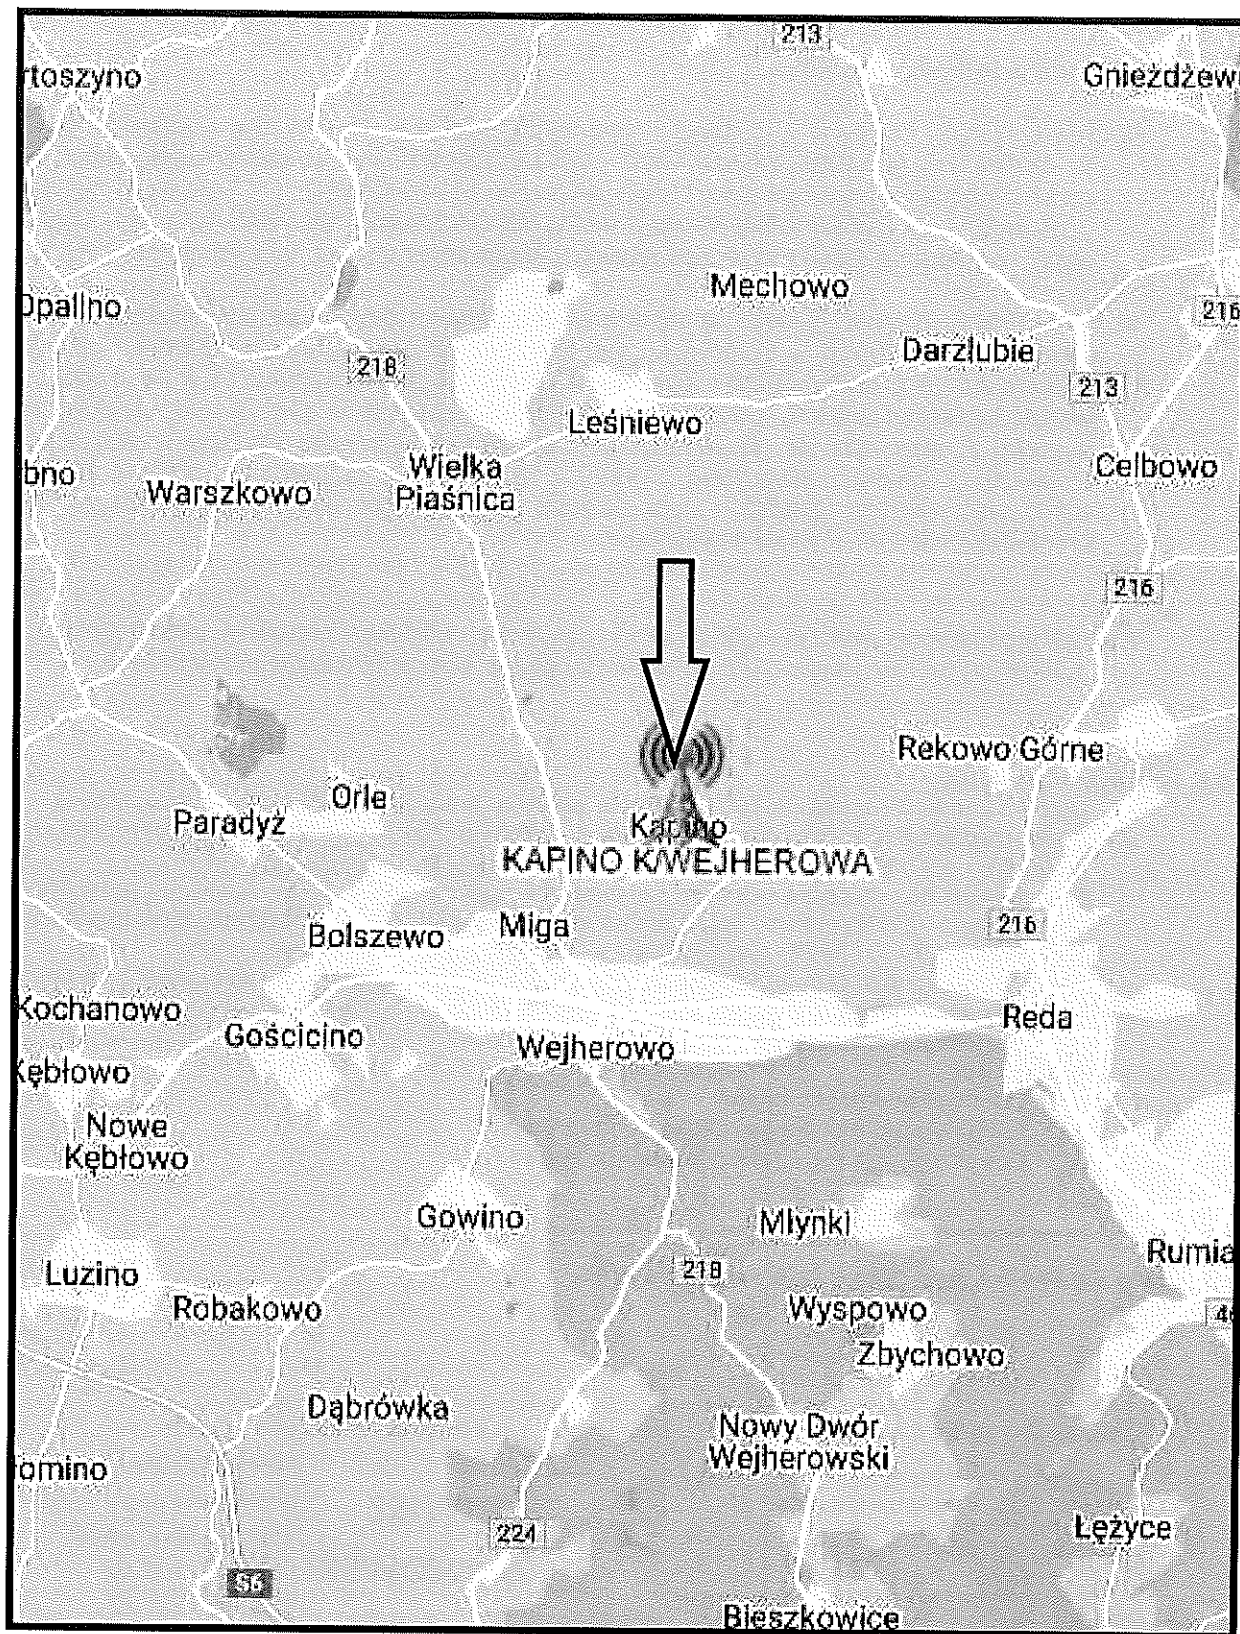 213
rtoszyno
Gnieżdżew
Mechowo
Opalino
216
Darzlubie
218
213
Leśniewo
Wielka
Piaśnica
Celbowo
bno
Warszkowo
216
Rekowo Górne
Orle
Paradyż
Kapino
KAPINO K/WEJHEROWA
216
Miga
Bolszewo
Kochanowo
Reda
Gościcino
Wejherowo
Kębłowo
Nowe
Kębłowo
Gowino
Młynki
Rumia
218
Luzino
Robakowo
Wyspowo
46
Zbychowo
Dąbrówka
Nowy Dwór
Wejherowski
omino
224
Łężyce
S6
Bieszkowice